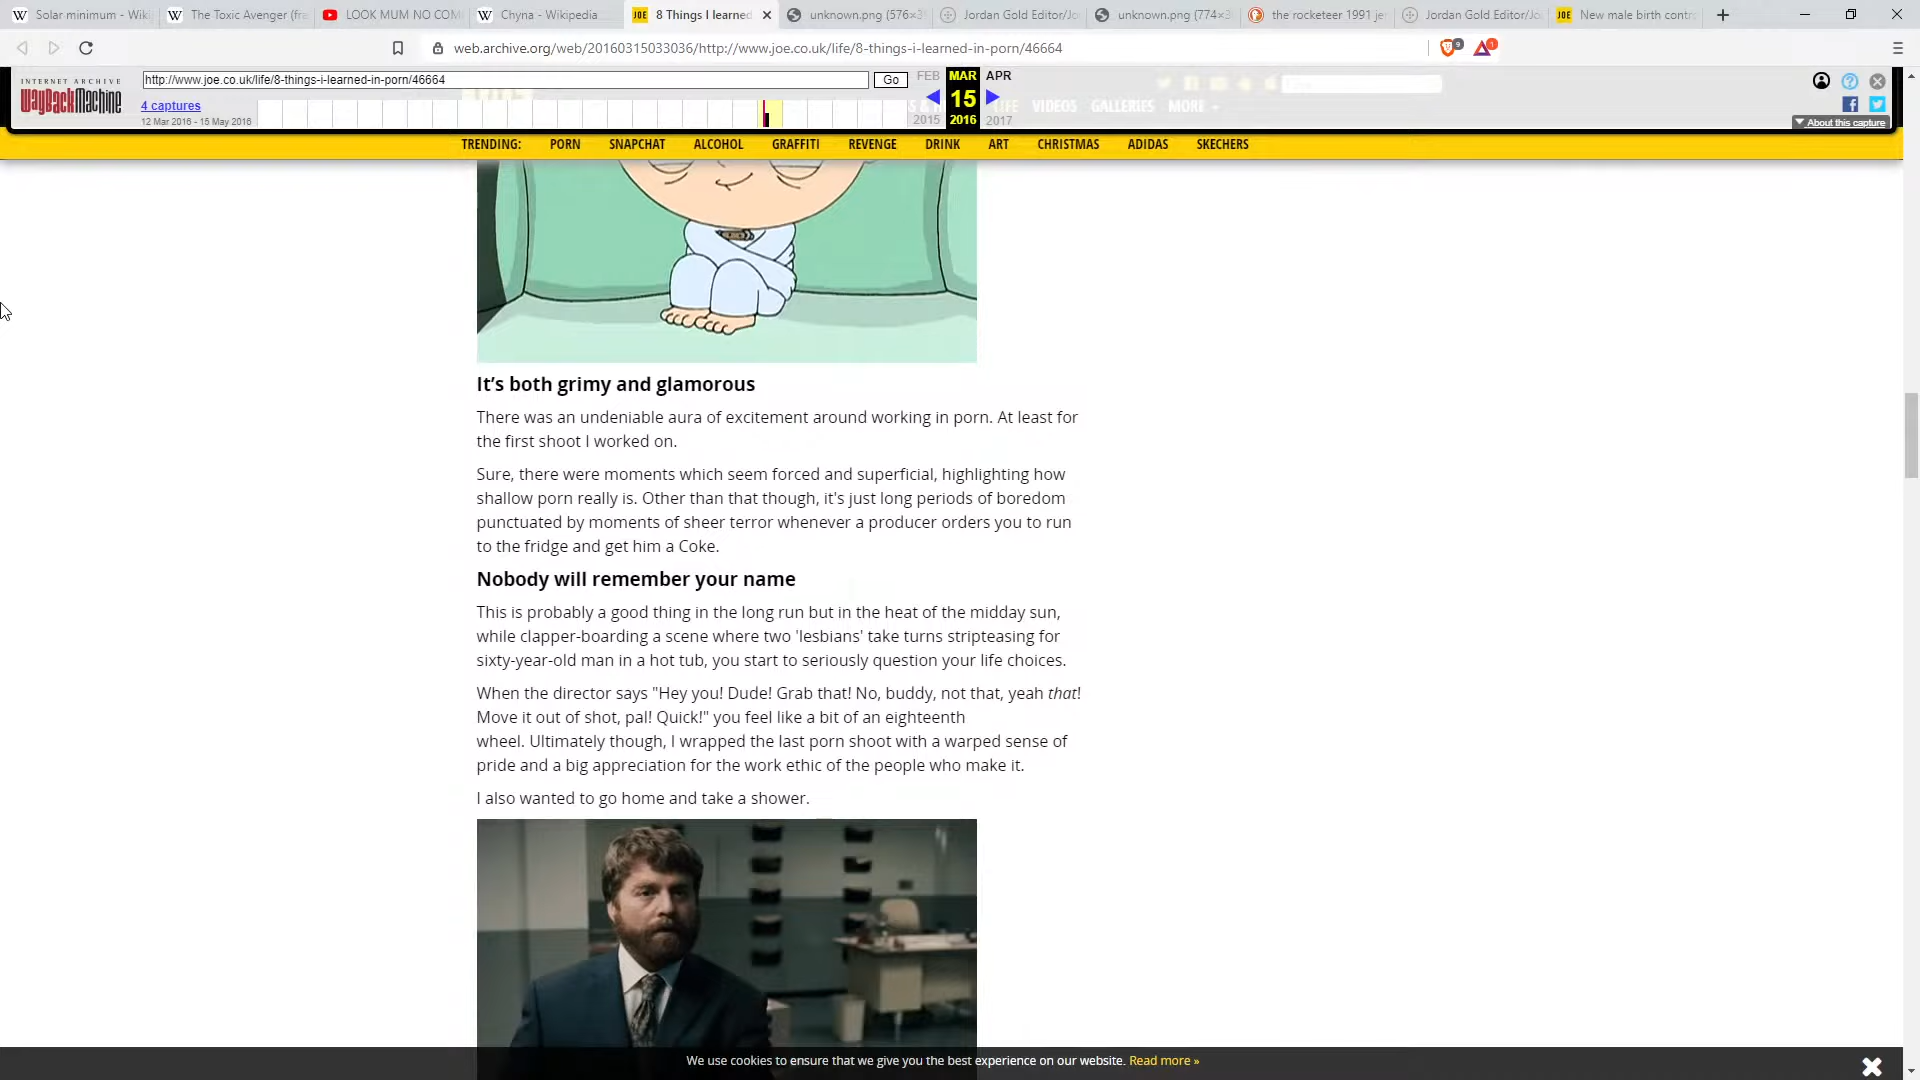 Solar minimum - Wiki
The Toxic Avenger (fra
LOOK MUM NO COM
Chyna - Wikipedia
8 Things I learned
unknown.png (576×3
Jordan Gold Editor/Jo
unknown.png (774×3
the rocketeer 1991 je
Jordan Gold Editor/Jo
New male birth contr
web.archive.org/web/20160315033036/http://www.joe.co.uk/life/8-things-i-learned-in-porn/46664
9
1
INTERNET ARCHIVE
WayBackMachine
http://www.joe.co.uk/life/8-things-i-learned-in-porn/46664
Go
FEB MAR APR
4 captures
15
12 Mar 2016 - 15 May 2016
2015 2016 2017
About this capture
VIDEOS GALLERIES MORE
TRENDING: PORN SNAPCHAT ALCOHOL GRAFFITI REVENGE DRINK ART CHRISTMAS ADIDAS SKECHERS
It’s both grimy and glamorous
There was an undeniable aura of excitement around working in porn. At least for
the first shoot I worked on.
Sure, there were moments which seem forced and superficial, highlighting how
shallow porn really is. Other than that though, it's just long periods of boredom
punctuated by moments of sheer terror whenever a producer orders you to run
to the fridge and get him a Coke.
Nobody will remember your name
This is probably a good thing in the long run but in the heat of the midday sun,
while clapper-boarding a scene where two 'lesbians' take turns stripteasing for
sixty-year-old man in a hot tub, you start to seriously question your life choices.
When the director says "Hey you! Dude! Grab that! No, buddy, not that, yeah that!
Move it out of shot, pal! Quick!" you feel like a bit of an eighteenth
wheel. Ultimately though, I wrapped the last porn shoot with a warped sense of
pride and a big appreciation for the work ethic of the people who make it.
I also wanted to go home and take a shower.
We use cookies to ensure that we give you the best experience on our website. Read more »